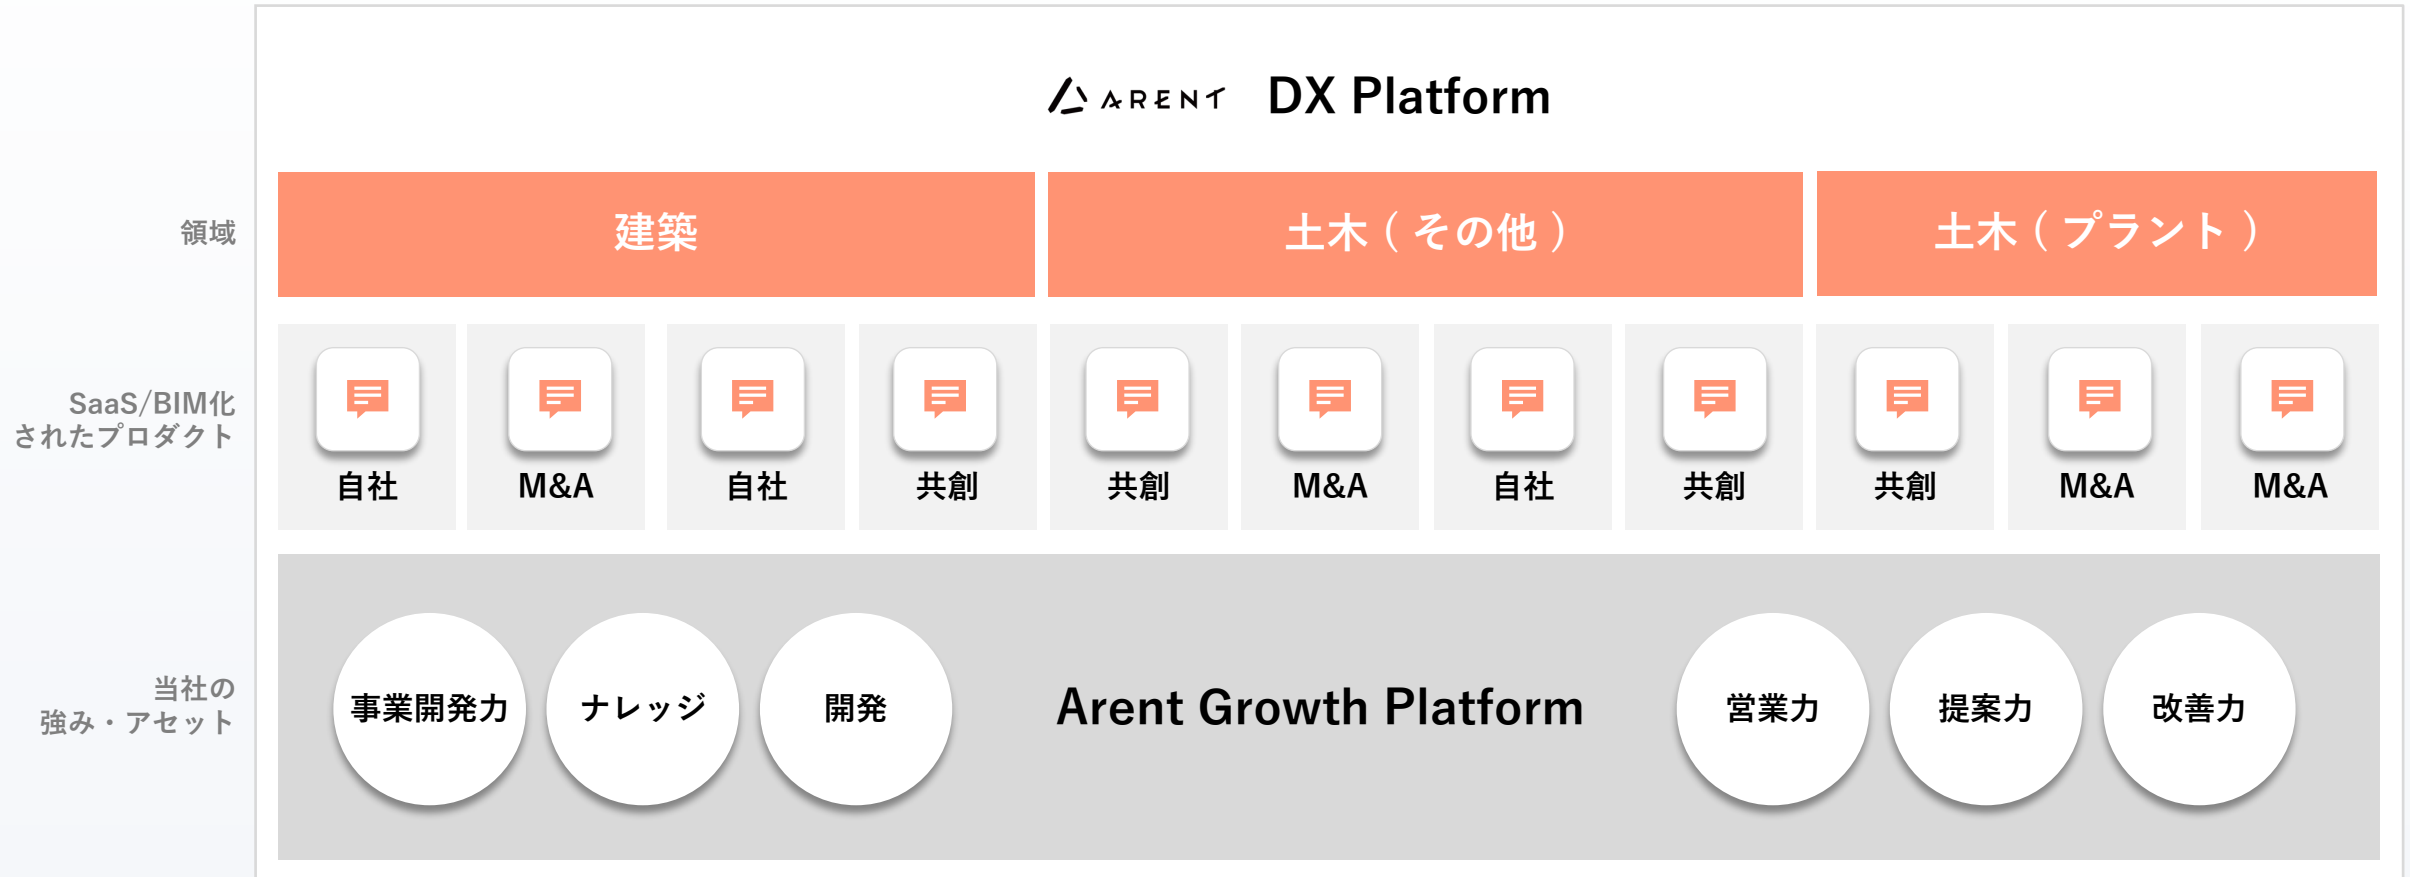 ARENT DX Platform
領域
建築
土木（その他）
土木（プラント）
SaaS/BIM化
されたプロダクト
自社
M&A
自社
共創
共創
M&A
自社
共創
共創
M&A
M&A
当社の
強み・アセット
事業開発力
ナレッジ
開発
Arent Growth Platform
営業力
提案力
改善力